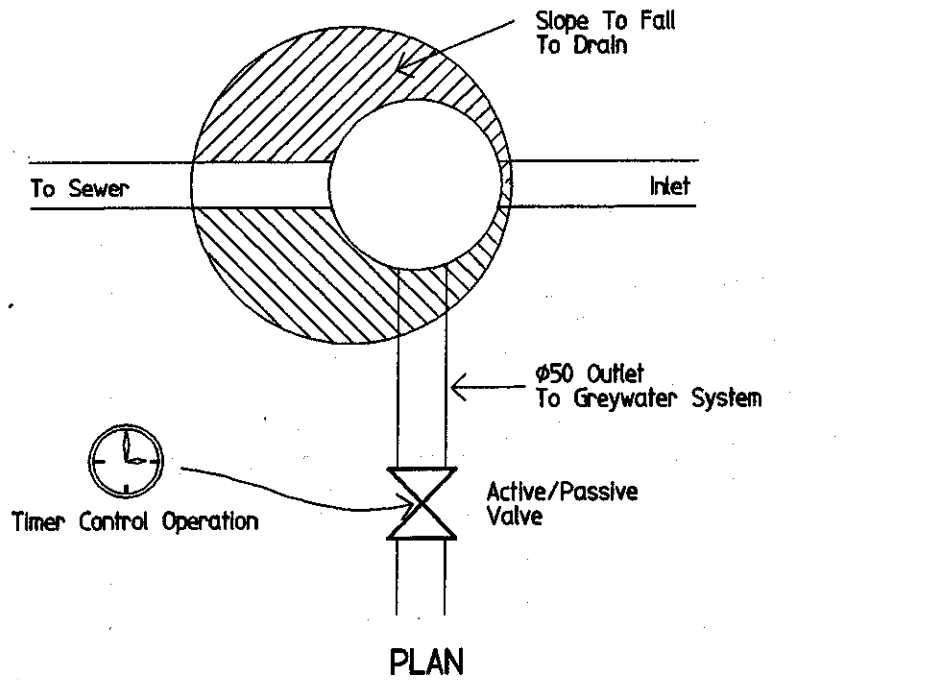 Slope To Fall
To Drain
To Sewer
Inlet
ϕ50 Outlet
To Greywater System
Timer Control Operation
Active/Passive
Valve
PLAN